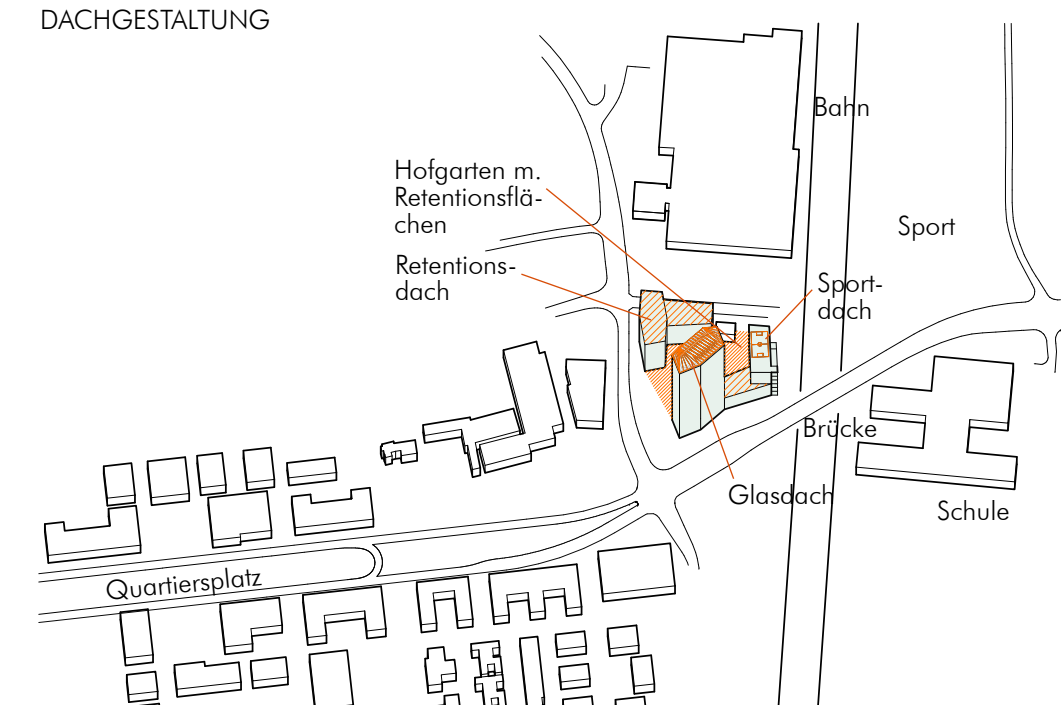 DACHGESTALTUNG
Bahn
Hofgarten m.
Retentionsflä-
chen
Sport
Retentions-
dach
Sport-
dach
Brücke
Glasdach
Schule
Quartiersplatz